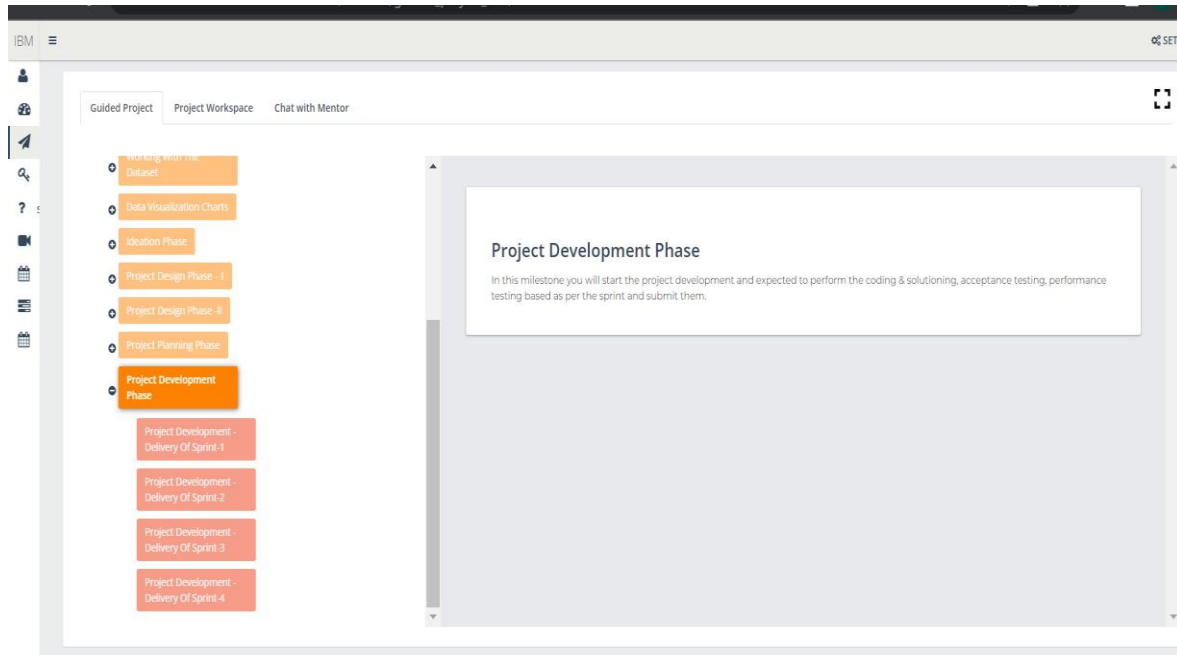 IBM
SET
Guided Project
Project Workspace
Chat with Mentor
Working With The
Dataset
Data Visualization Charts
Ideation Phase
Project Design Phase - I
Project Design Phase -II
Project Planning Phase
Project Development
Phase
Project Development -
Delivery Of Sprint-1
Project Development -
Delivery Of Sprint-2
Project Development -
Delivery Of Sprint-3
Project Development -
Delivery Of Sprint-4
Project Development Phase
In this milestone you will start the project development and expected to perform the coding & solutioning, acceptance testing, performance
testing based as per the sprint and submit them.